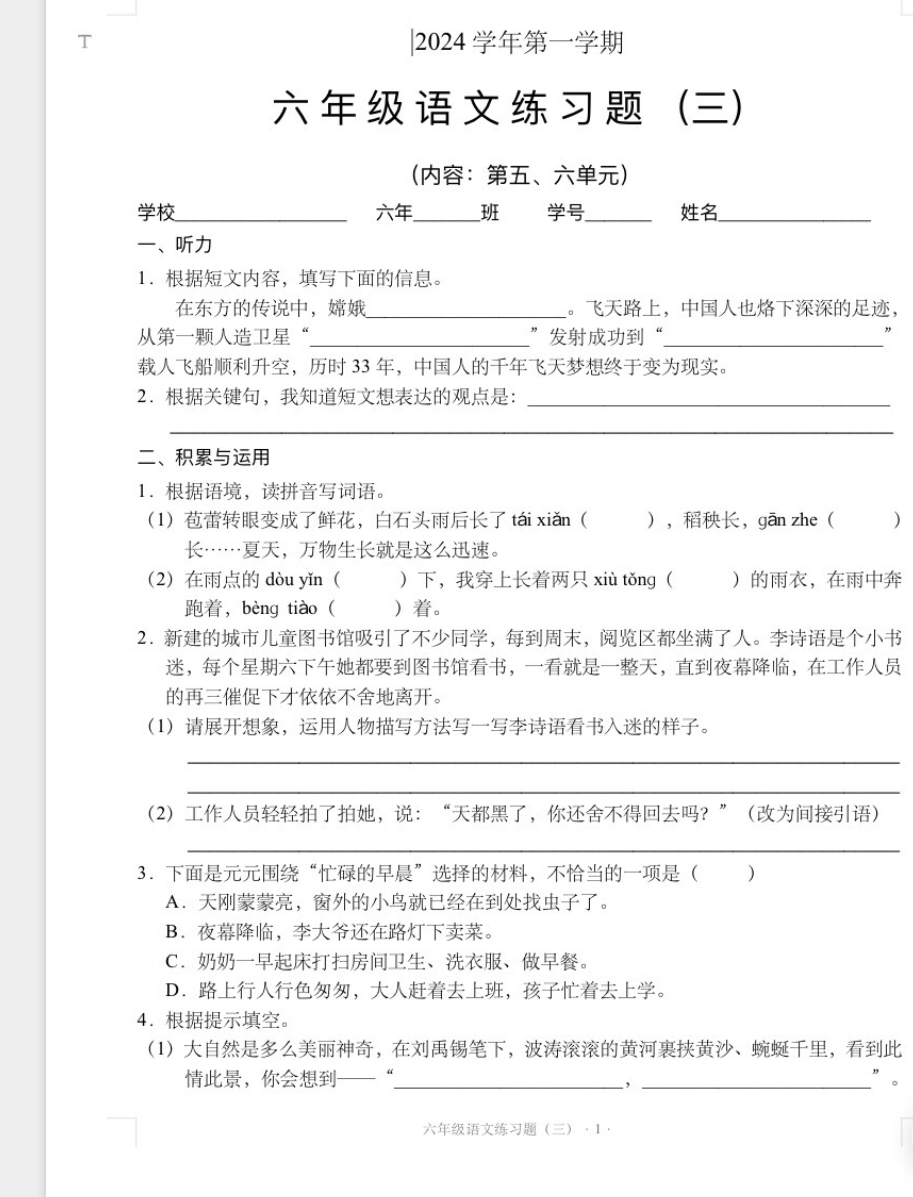 2024 学年第一学期
六年级语文练习题 (三)
(内容：第五、六单元)
学校__________________ 六年_______班 学号_______ 姓名________________
一、听力
1．根据短文内容，填写下面的信息。
在东方的传说中，嫦娥_____________________。飞天路上，中国人也烙下深深的足迹，
从第一颗人造卫星“_______________________”发射成功到“_______________________”
载人飞船顺利升空，历时 33 年，中国人的千年飞天梦想终于变为现实。
2．根据关键句，我知道短文想表达的观点是：______________________________________
____________________________________________________________________________
二、积累与运用
1．根据语境，读拼音写词语。
（1）苞蕾转眼变成了鲜花，白石头雨后长了 tái xiǎn（　　　），稻秧长，gān zhe（　　　）
长……夏天，万物生长就是这么迅速。
（2）在雨点的 dòu yǐn（　　　）下，我穿上长着两只 xiù tǒng（　　　）的雨衣，在雨中奔
跑着，bèng tiào（　　　）着。
2．新建的城市儿童图书馆吸引了不少同学，每到周末，阅览区都坐满了人。李诗语是个小书
迷，每个星期六下午她都要到图书馆看书，一看就是一整天，直到夜幕降临，在工作人员
的再三催促下才依依不舍地离开。
（1）请展开想象，运用人物描写方法写一写李诗语看书入迷的样子。
___________________________________________________________________________
___________________________________________________________________________
（2）工作人员轻轻拍了拍她，说：“天都黑了，你还舍不得回去吗？”（改为间接引语）
___________________________________________________________________________
3．下面是元元围绕“忙碌的早晨”选择的材料，不恰当的一项是（　　）
A．天刚蒙蒙亮，窗外的小鸟就已经在到处找虫子了。
B．夜幕降临，李大爷还在路灯下卖菜。
C．奶奶一早起床打扫房间卫生、洗衣服、做早餐。
D．路上行人行色匆匆，大人赶着去上班，孩子忙着去上学。
4．根据提示填空。
（1）大自然是多么美丽神奇，在刘禹锡笔下，波涛滚滚的黄河裹挟黄沙、蜿蜒千里，看到此
情此景，你会想到——“________________________，________________________”。
六年级语文练习题（三） · 1 ·